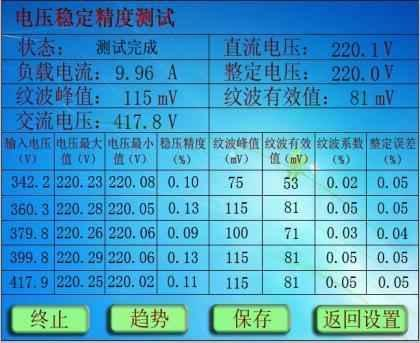 电压稳定精度测试
状态： 测试完成 直流电压： 220.1 V
负载电流： 9.96 A 整定电压： 220.0 V
纹波峰值： 115 mV 纹波有效值： 81 mV
交流电压： 417.8 V
输入电压(V) 电压最大值(V) 电压最小值(V) 稳压精度(%) 纹波峰值(mV) 纹波有效值(mV) 纹波系数(%) 整定误差(%)
342.2 220.23 220.08 0.10 75 53 0.02 0.05
360.3 220.28 220.05 0.13 115 81 0.05 0.05
379.8 220.26 220.06 0.09 100 71 0.03 0.04
399.8 220.29 220.06 0.13 115 81 0.05 0.05
417.9 220.25 220.02 0.11 115 81 0.05 0.05
终止 趋势 保存 返回设置